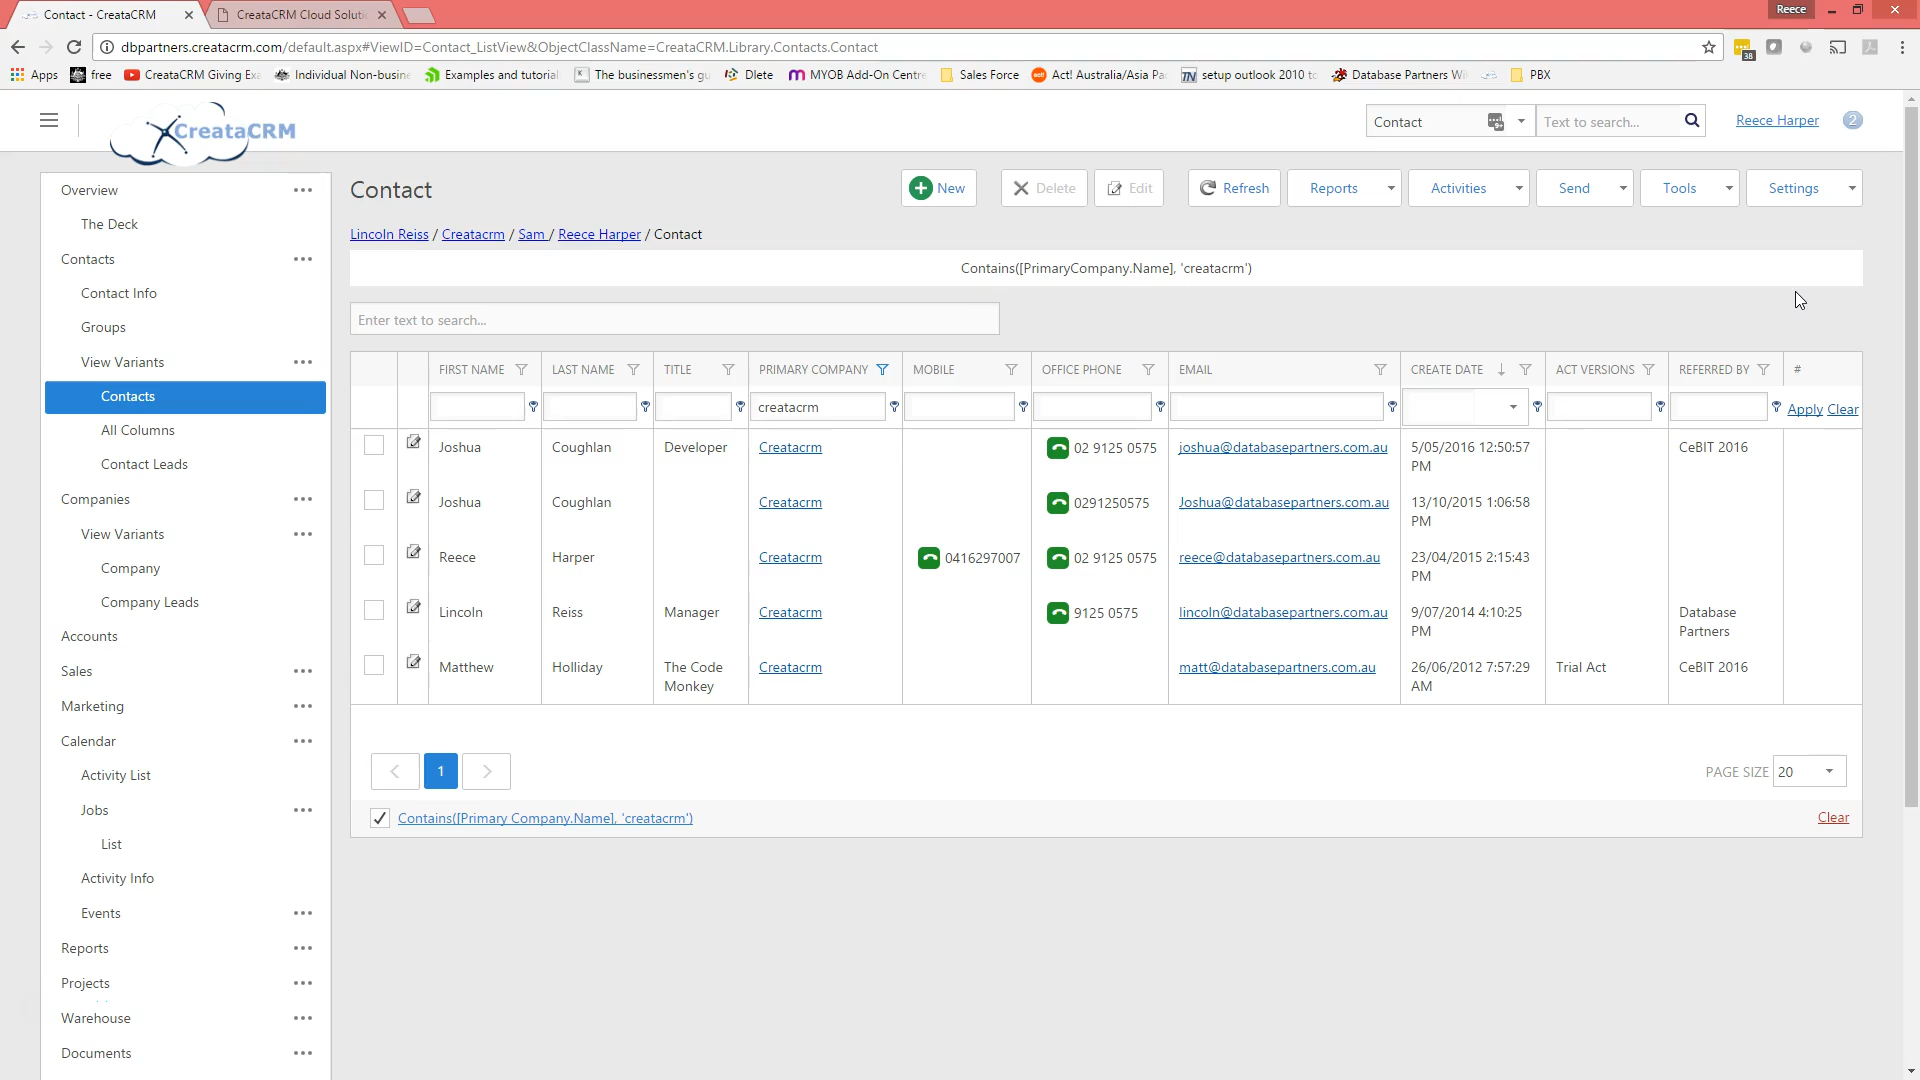 Contact - CreataCRM
CreataCRM Cloud Soluti
Reece
dbpartners.creatacrm.com/default.aspx#ViewID=Contact_ListView&ObjectClassName=CreataCRM.Library.Contacts.Contact
38
Apps
free
CreataCRM Giving Exa
Individual Non-busine
Examples and tutorial
The businessmen's gu
Dlete
MYOB Add-On Centre
Sales Force
Act! Australia/Asia Pa
setup outlook 2010 to
Database Partners Wi
PBX
CreataCRM
Contact
Text to search...
Reece Harper
2
Overview
The Deck
Contacts
Contact Info
Groups
View Variants
Contacts
All Columns
Contact Leads
Companies
View Variants
Company
Company Leads
Accounts
Sales
Marketing
Calendar
Activity List
Jobs
List
Activity Info
Events
Reports
Projects
Warehouse
Documents
Contact
New
Delete
Edit
Refresh
Reports
Activities
Send
Tools
Settings
Lincoln Reiss / Creatacrm / Sam / Reece Harper / Contact
Contains([PrimaryCompany.Name], 'creatacrm')
Enter text to search...
FIRST NAME LAST NAME TITLE PRIMARY COMPANY MOBILE OFFICE PHONE EMAIL CREATE DATE ACT VERSIONS REFERRED BY #
creatacrm Apply Clear
Joshua Coughlan Developer Creatacrm 02 9125 0575 joshua@databasepartners.com.au 5/05/2016 12:50:57 PM CeBIT 2016
Joshua Coughlan Creatacrm 0291250575 Joshua@databasepartners.com.au 13/10/2015 1:06:58 PM
Reece Harper Creatacrm 0416297007 02 9125 0575 reece@databasepartners.com.au 23/04/2015 2:15:43 PM
Lincoln Reiss Manager Creatacrm 9125 0575 lincoln@databasepartners.com.au 9/07/2014 4:10:25 PM Database Partners
Matthew Holliday The Code Monkey Creatacrm matt@databasepartners.com.au 26/06/2012 7:57:29 AM Trial Act CeBIT 2016
1
PAGE SIZE 20
Contains([Primary Company.Name], 'creatacrm')
Clear